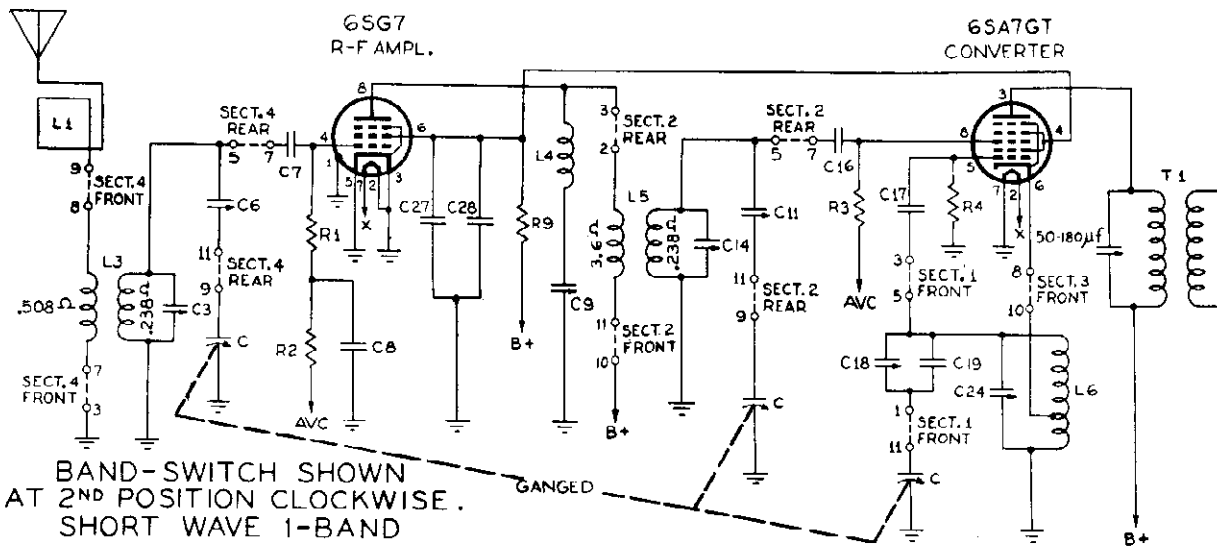 6SG7
R-F AMPL.
6SA7GT
CONVERTER
L1
9
SECT. 4
FRONT
8
L3
.508Ω
.238Ω
C3
7
SECT. 4
FRONT
3
SECT. 4
REAR
5
7
C7
C6
11
SECT. 4
REAR
9
C
R1
R2
C8
AVC
8
4
1
6
5
7
2
3
X
C27
C28
R9
B+
L4
C9
3
SECT. 2
REAR
2
L5
3.6Ω
.238Ω
C14
11
SECT. 2
FRONT
10
B+
SECT. 2
REAR
5
7
C16
C11
11
SECT. 2
REAR
9
C
R3
AVC
3
8
4
5
7
2
6
X
C17
R4
3
SECT. 1
FRONT
5
8
SECT. 3
FRONT
10
C18
C19
C24
L6
1
SECT. 1
FRONT
11
C
T1
50-180μf
B+
GANGED
BAND-SWITCH SHOWN
AT 2ND POSITION CLOCKWISE.
SHORT WAVE 1-BAND